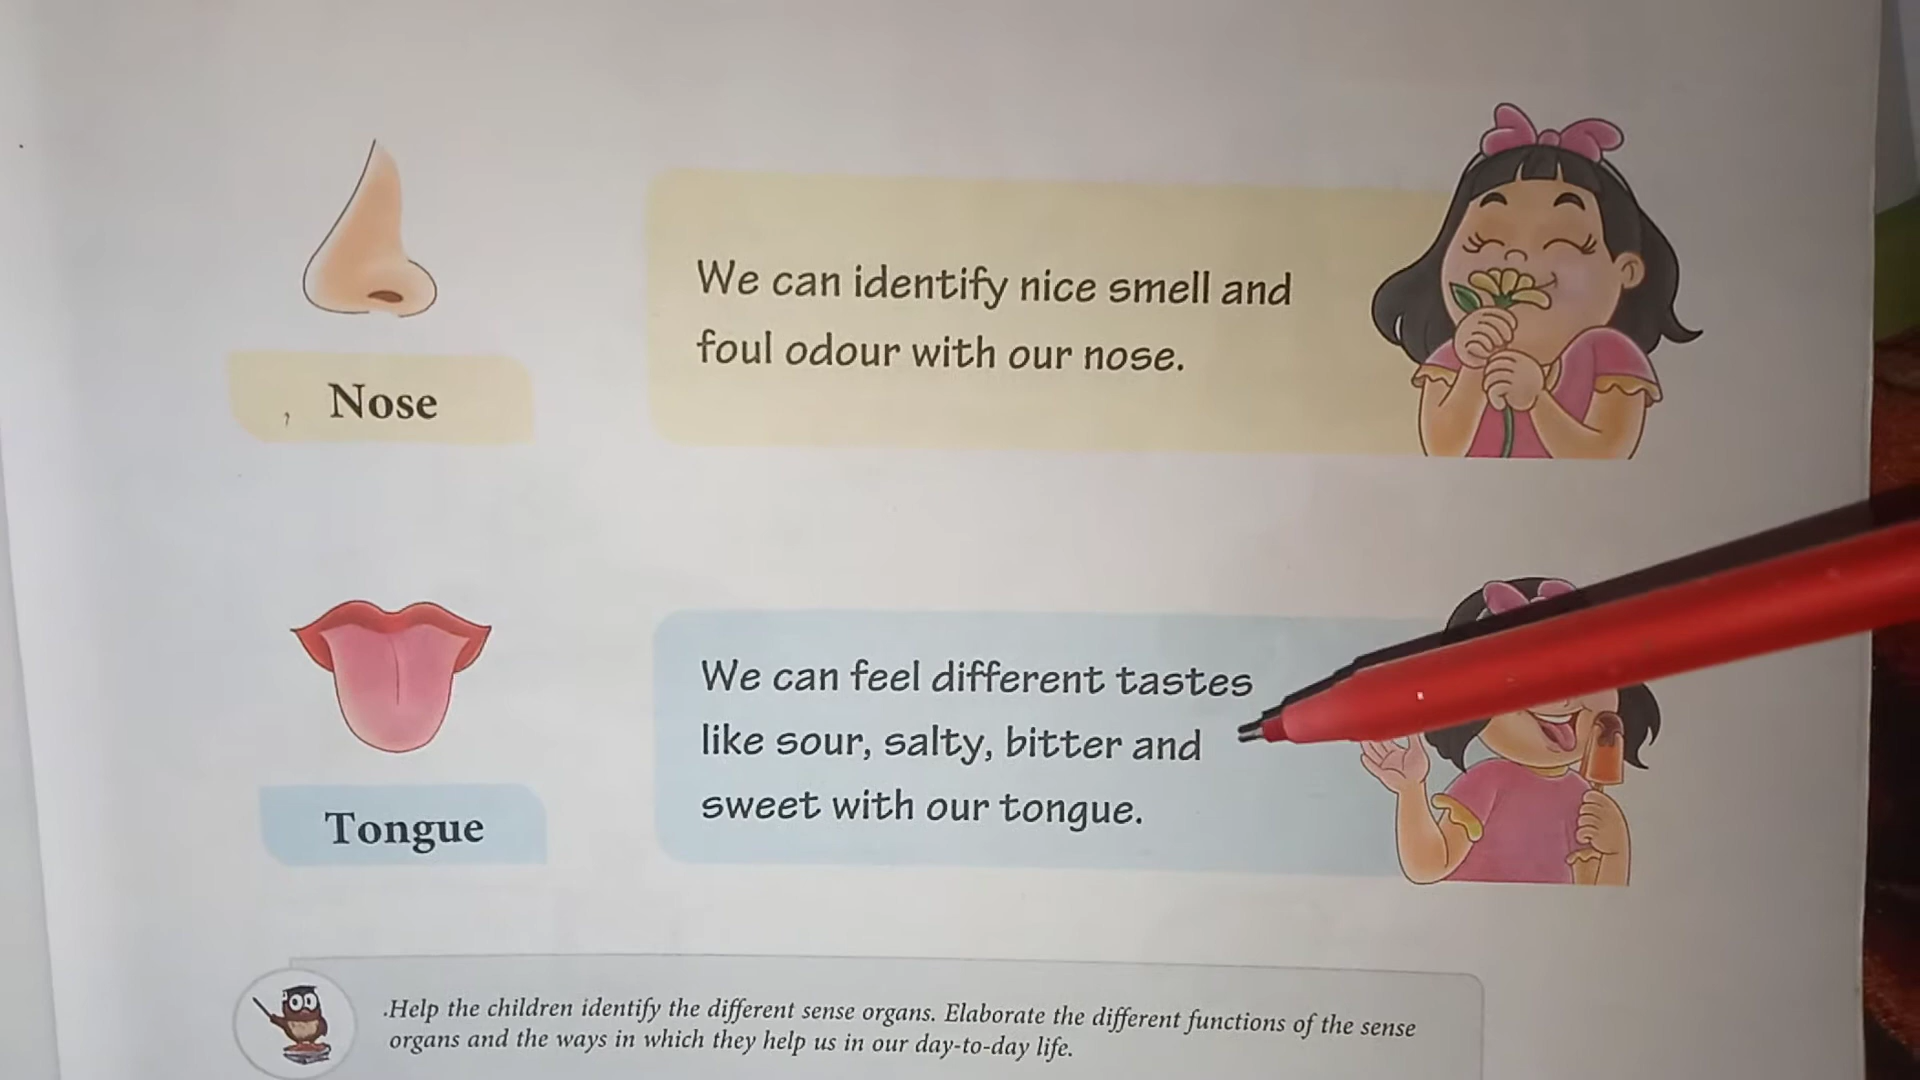 We can identify nice smell and
foul odour with our nose.
Nose
We can feel different tastes
like sour, salty, bitter and
sweet with our tongue.
Tongue
.Help the children identify the different sense organs. Elaborate the different functions of the sense
organs and the ways in which they help us in our day-to-day life.